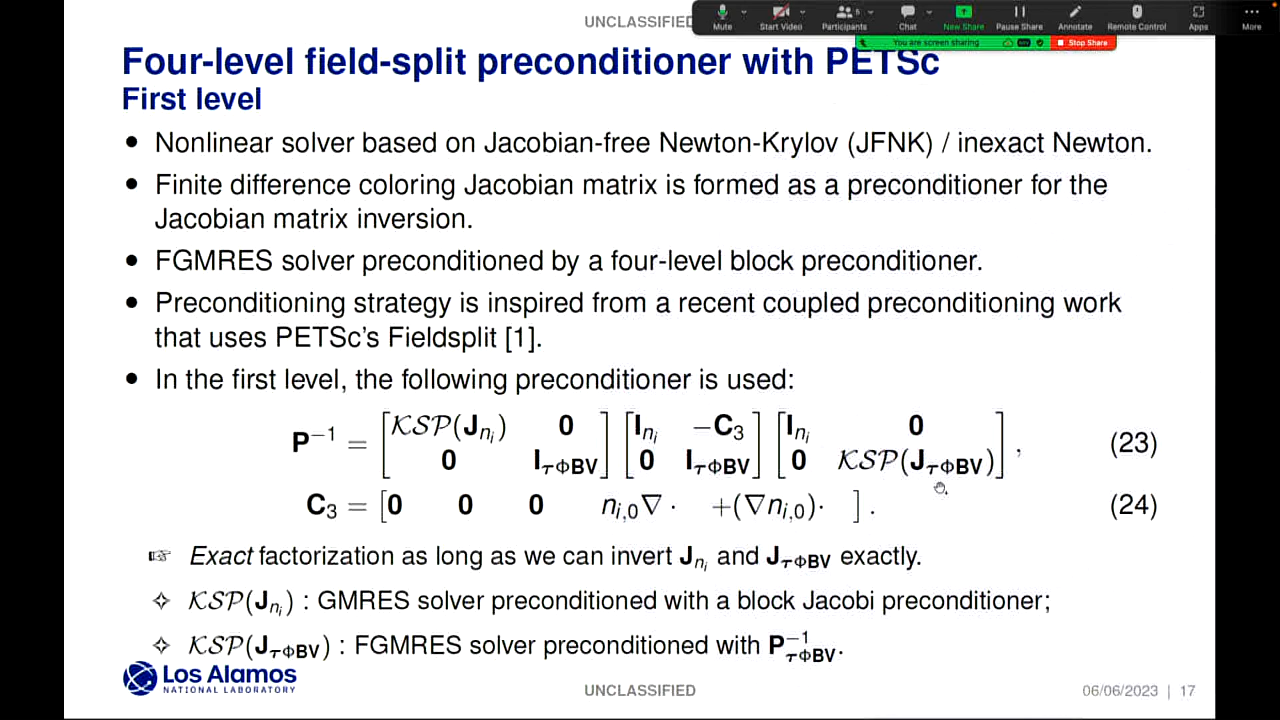 UNCLASSIFIED
Mute
Start Video
Participants
6
Chat
New Share
Pause Share
Annotate
Remote Control
Apps
More
You are screen sharing
Stop Share
Four-level field-split preconditioner with PETSc
First level
• Nonlinear solver based on Jacobian-free Newton-Krylov (JFNK) / inexact Newton.
• Finite difference coloring Jacobian matrix is formed as a preconditioner for the
Jacobian matrix inversion.
• FGMRES solver preconditioned by a four-level block preconditioner.
• Preconditioning strategy is inspired from a recent coupled preconditioning work
that uses PETSc's Fieldsplit [1].
• In the first level, the following preconditioner is used:
P⁻¹ = [KSP(J_{n_i}) 0; 0 I_{τΦBV}] [I_{n_i} −C₃; 0 I_{τΦBV}] [I_{n_i} 0; 0 KSP(J_{τΦBV})], (23)
C₃ = [0 0 0 n_{i,0}∇· +(∇n_{i,0})· ]. (24)
☞ Exact factorization as long as we can invert J_{n_i} and J_{τΦBV} exactly.
✧ KSP(J_{n_i}) : GMRES solver preconditioned with a block Jacobi preconditioner;
✧ KSP(J_{τΦBV}) : FGMRES solver preconditioned with P⁻¹_{τΦBV}.
Los Alamos
NATIONAL LABORATORY
UNCLASSIFIED
06/06/2023 | 17